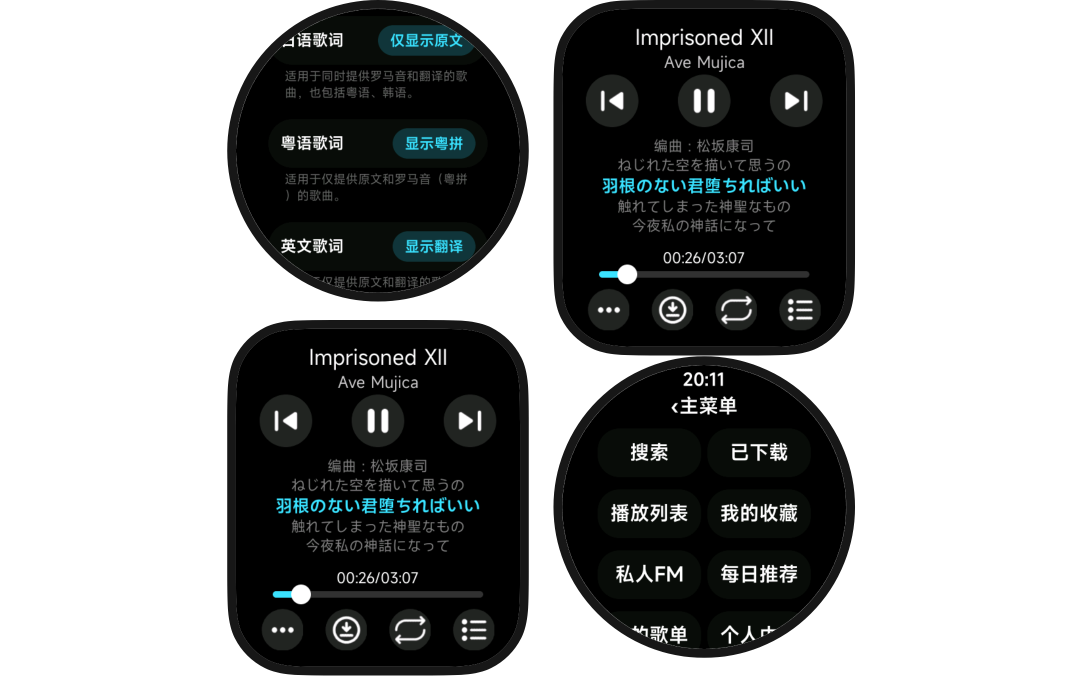 日语歌词
仅显示原文
适用于同时提供罗马音和翻译的歌
曲，也包括粤语、韩语。
粤语歌词
显示粤拼
适用于仅提供原文和罗马音（粤拼
）的歌曲。
英文歌词
显示翻译
仅提供原文和翻译的歌
Imprisoned XII
Ave Mujica
编曲：松坂康司
ねじれた空を描いて思うの
羽根のない君堕ちればいい
触れてしまった神聖なもの
今夜私の神話になって
00:26/03:07
Imprisoned XII
Ave Mujica
编曲：松坂康司
ねじれた空を描いて思うの
羽根のない君堕ちればいい
触れてしまった神聖なもの
今夜私の神話になって
00:26/03:07
20:11
‹主菜单
搜索
已下载
播放列表
我的收藏
私人FM
每日推荐
的歌单
个人中